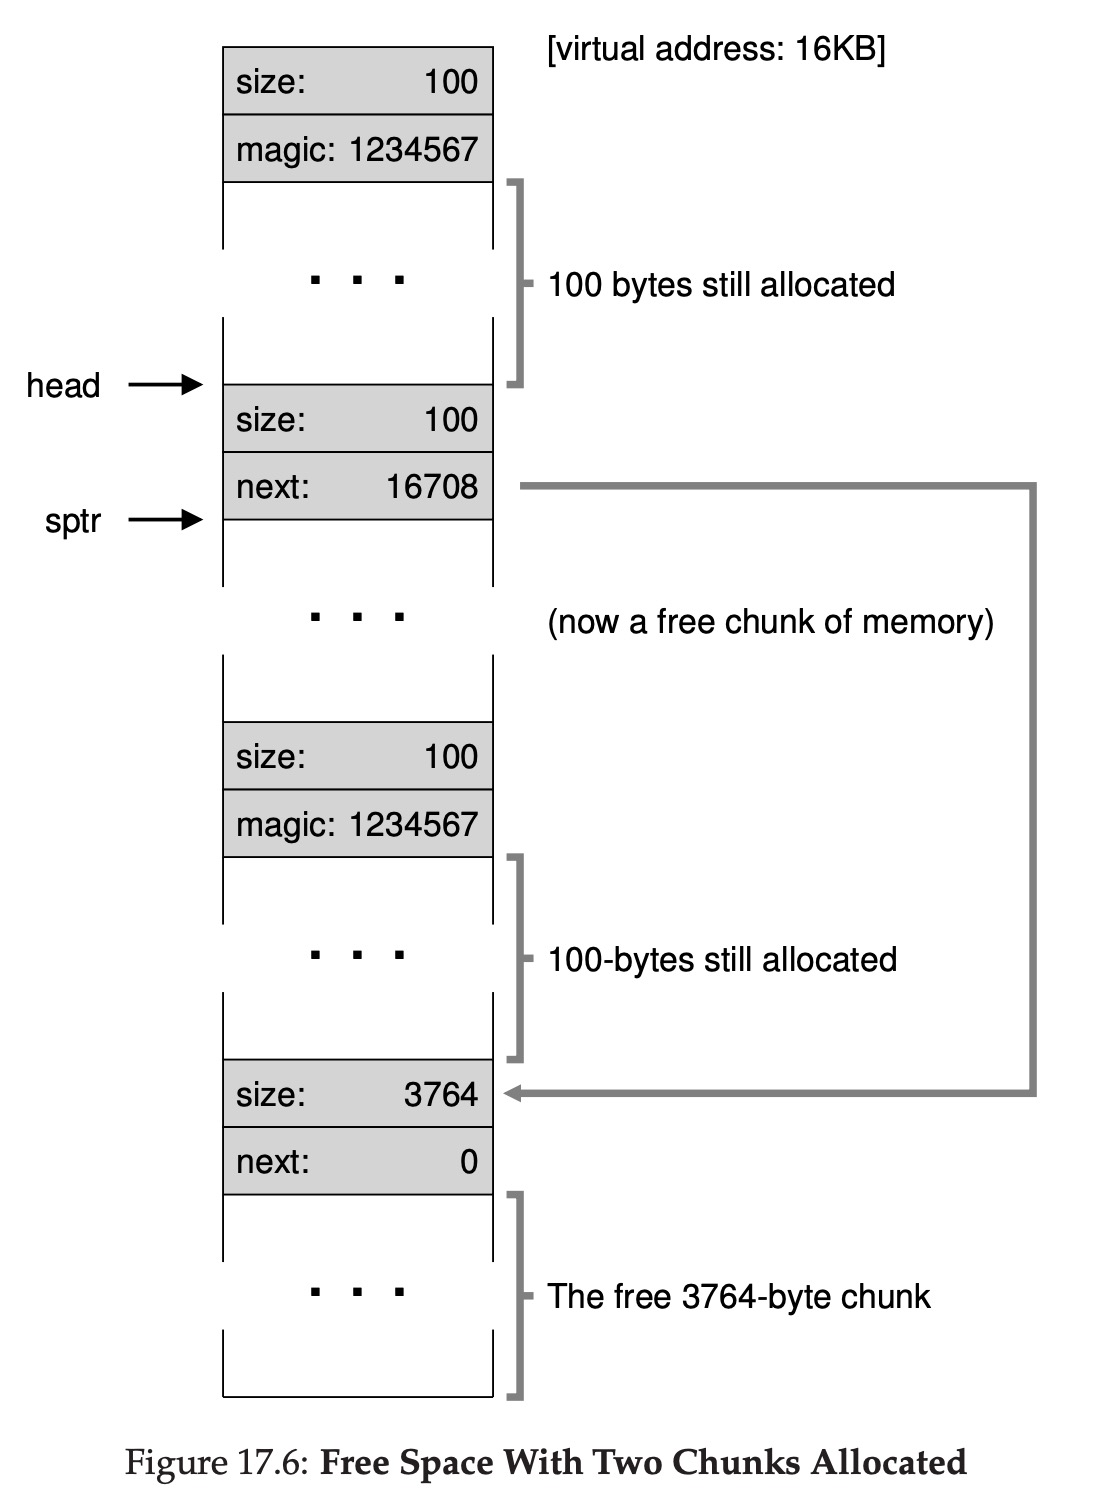 [virtual address: 16KB]
size: 100
magic: 1234567
. . .
100 bytes still allocated
head
size: 100
next: 16708
sptr
. . .
(now a free chunk of memory)
size: 100
magic: 1234567
. . .
100-bytes still allocated
size: 3764
next: 0
. . .
The free 3764-byte chunk
Figure 17.6: Free Space With Two Chunks Allocated